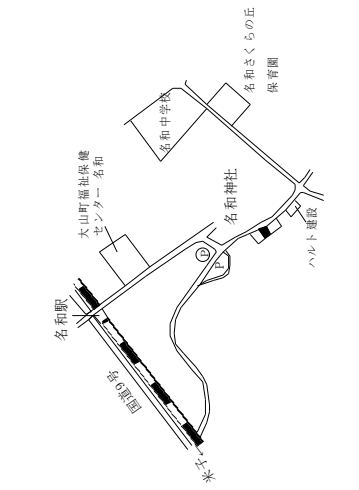 名和さくらの丘
保育園
名和中学校
大山町福祉保健
センター名和
名和神社
P
P
ハルト建設
名和駅
国道9号
米子